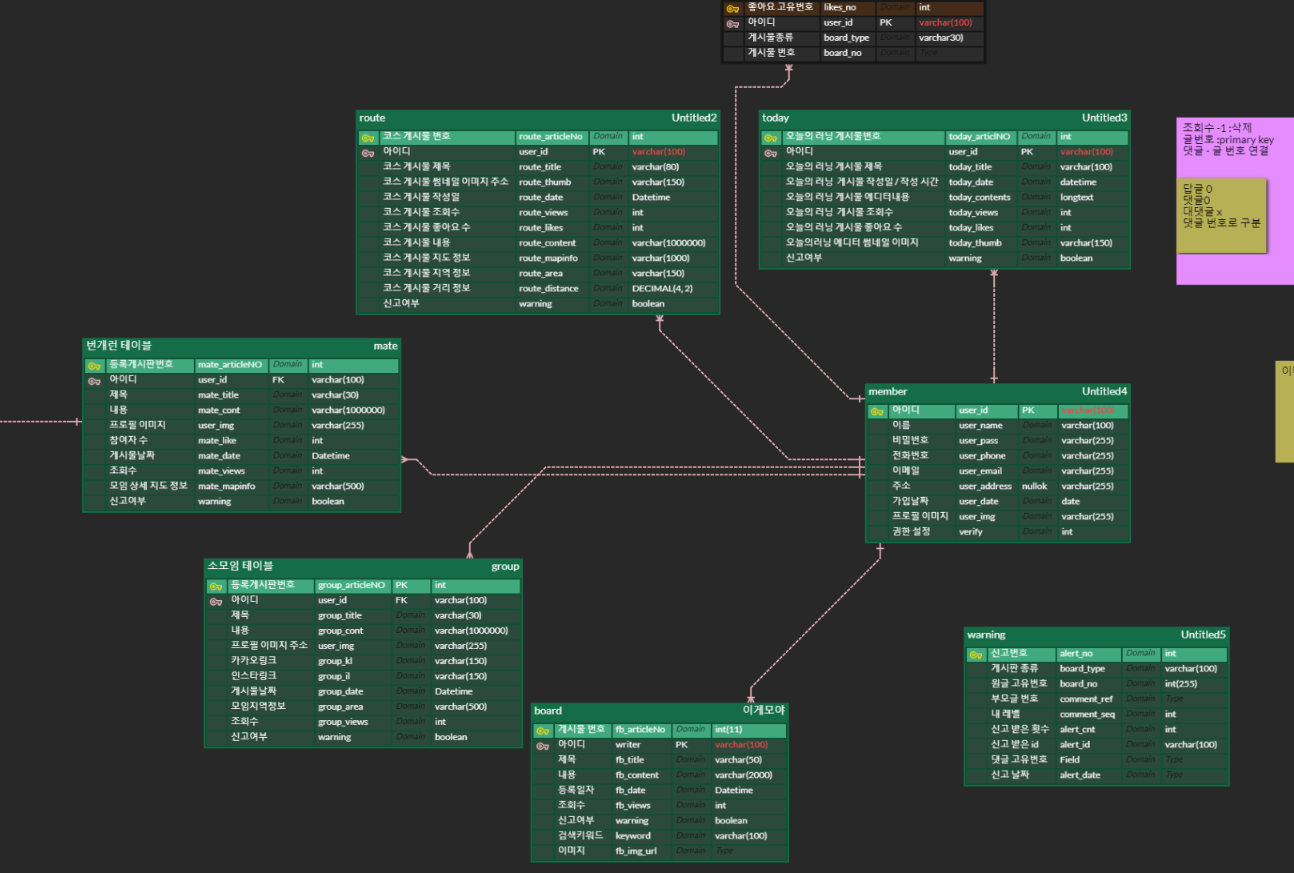 좋아요 고유번호 likes_no Domain int
아이디 user_id PK varchar(100)
게시물종류 board_type Domain varchar30)
게시물 번호 board_no Domain Type
route Untitled2
코스 게시물 번호 route_articleNo Domain int
아이디 user_id PK varchar(100)
코스 게시물 제목 route_title Domain varchar(80)
코스 게시물 썸네일 이미지 주소 route_thumb Domain varchar(150)
코스 게시물 작성일 route_date Domain Datetime
코스 게시물 조회수 route_views Domain int
코스 게시물 좋아요 수 route_likes Domain int
코스 게시물 내용 route_content Domain varchar(1000000)
코스 게시물 지도 정보 route_mapinfo Domain varchar(1000)
코스 게시물 지역 정보 route_area Domain varchar(150)
코스 게시물 거리 정보 route_distance Domain DECIMAL(4,2)
신고여부 warning Domain boolean
today Untitled3
오늘의 러닝 게시물번호 today_articlNO Domain int
아이디 user_id PK varchar(100)
오늘의 러닝 게시물 제목 today_title Domain varchar(100)
오늘의 러닝 게시물 작성일/작성 시간 today_date Domain datetime
오늘의 러닝 게시물 에디터내용 today_contents Domain longtext
오늘의 러닝 게시물 조회수 today_views Domain int
오늘의 러닝 게시물 좋아요 수 today_likes Domain int
오늘의러닝 에디터 썸네일 이미지 today_thumb Domain varchar(150)
신고여부 warning Domain boolean
조회수 -1 :삭제
글번호 :primary key
댓글 - 글 번호 연결
답글 0
댓글0
대댓글 x
댓글 번호로 구분
번개런 테이블 mate
등록게시판번호 mate_articleNO Domain int
아이디 user_id FK varchar(100)
제목 mate_title Domain varchar(30)
내용 mate_cont Domain varchar(1000000)
프로필 이미지 user_img Domain varchar(255)
참여자 수 mate_like Domain int
게시물날짜 mate_date Domain Datetime
조회수 mate_views Domain int
모임 상세 지도 정보 mate_mapinfo Domain varchar(500)
신고여부 warning Domain boolean
member Untitled4
아이디 user_id PK varchar(100)
이름 user_name Domain varchar(100)
비밀번호 user_pass Domain varchar(255)
전화번호 user_phone Domain varchar(255)
이메일 user_email Domain varchar(255)
주소 user_address nullok varchar(255)
가입날짜 user_date Domain date
프로필 이미지 user_img Domain varchar(255)
권한 설정 verify Domain int
소모임 테이블 group
등록게시판번호 group_articleNO PK int
아이디 user_id FK varchar(100)
제목 group_title Domain varchar(30)
내용 group_cont Domain varchar(1000000)
프로필 이미지 주소 user_img Domain varchar(255)
카카오링크 group_kl Domain varchar(150)
인스타링크 group_il Domain varchar(150)
게시물날짜 group_date Domain Datetime
모임지역정보 group_area Domain varchar(500)
조회수 group_views Domain int
신고여부 warning Domain boolean
board 이게모야
게시물 번호 fb_articleNo Domain int(11)
아이디 writer PK varchar(100)
제목 fb_title Domain varchar(50)
내용 fb_content Domain varchar(2000)
등록일자 fb_date Domain Datetime
조회수 fb_views Domain int
신고여부 warning Domain boolean
검색키워드 keyword Domain varchar(100)
이미지 fb_img_url Domain Type
warning Untitled5
신고번호 alert_no Domain int
게시판 종류 board_type Domain varchar(100)
원글 고유번호 board_no Domain int(255)
부모글 번호 comment_ref Domain Type
내 레벨 comment_seq Domain int
신고 받은 횟수 alert_cnt Domain int
신고 받은 id alert_id Domain varchar(100)
댓글 고유번호 Field Domain Type
신고 날짜 alert_date Domain Type